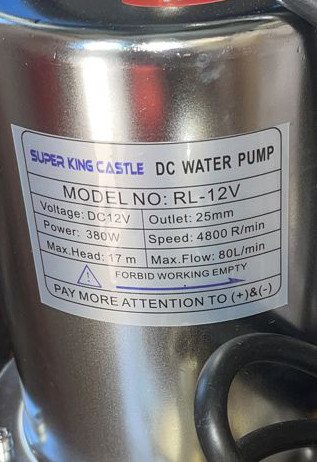 SUPER KING CASTLE DC WATER PUMP
MODEL NO: RL-12V
Voltage: DC12V Outlet: 25mm
Power: 380W Speed: 4800 R/min
Max.Head: 17 m Max.Flow: 80L/min
FORBID WORKING EMPTY
PAY MORE ATTENTION TO (+)&(-)